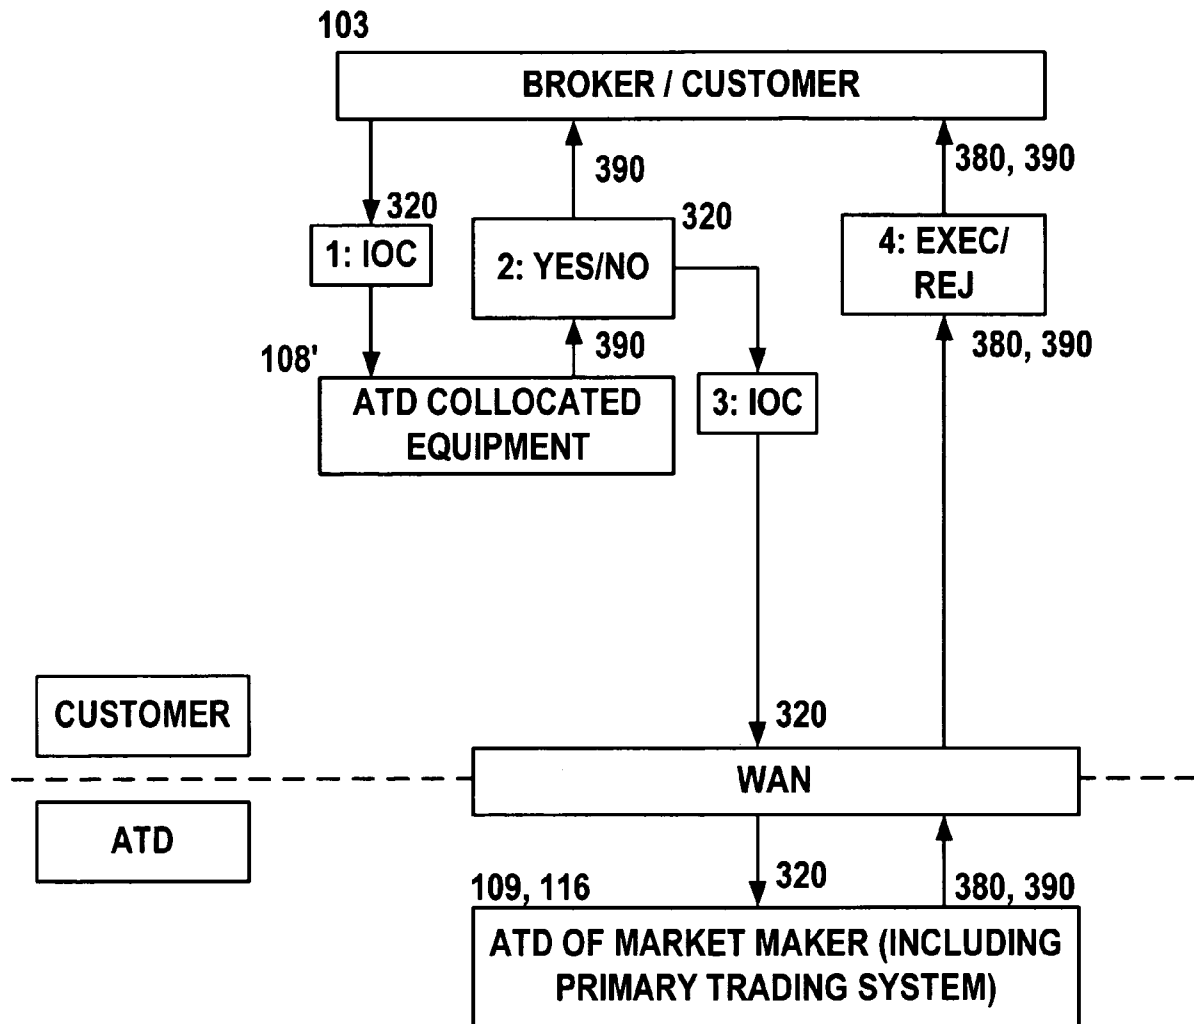 103
BROKER / CUSTOMER
390
380, 390
320
320
1: IOC
2: YES/NO
4: EXEC/
REJ
390
380, 390
108'
ATD COLLOCATED
EQUIPMENT
3: IOC
CUSTOMER
320
WAN
ATD
320
109, 116
380, 390
ATD OF MARKET MAKER (INCLUDING
PRIMARY TRADING SYSTEM)